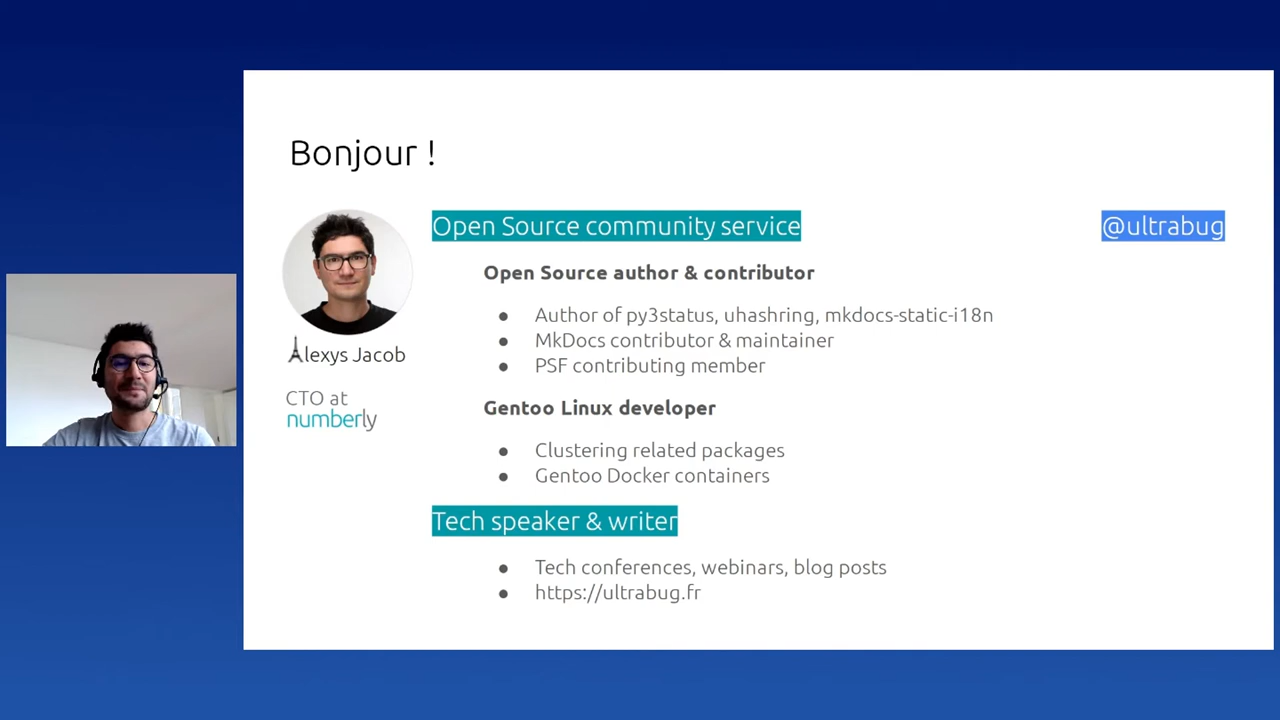 Bonjour !
Open Source community service
@ultrabug
Open Source author & contributor
● Author of py3status, uhashring, mkdocs-static-i18n
● MkDocs contributor & maintainer
● PSF contributing member
Alexys Jacob
CTO at
numberly
Gentoo Linux developer
● Clustering related packages
● Gentoo Docker containers
Tech speaker & writer
● Tech conferences, webinars, blog posts
● https://ultrabug.fr